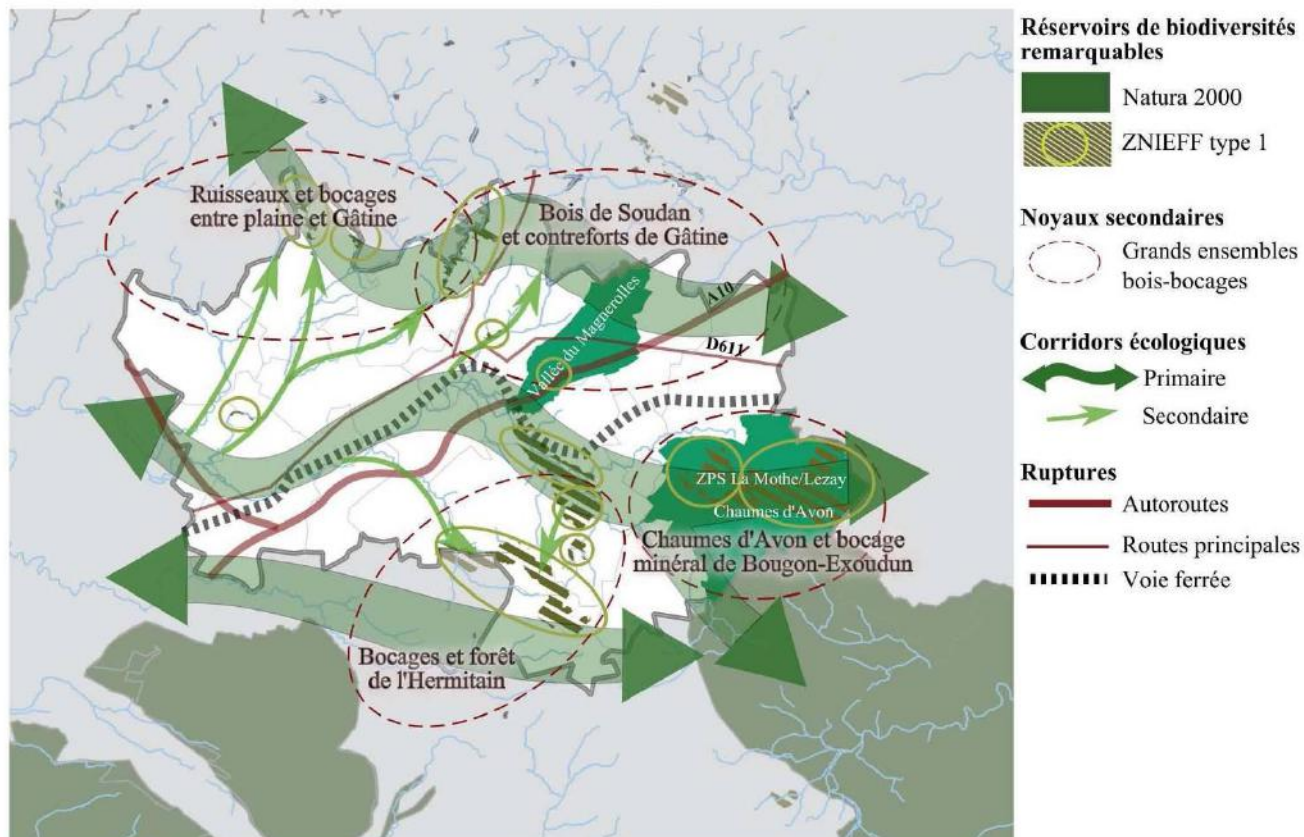 Ruisseaux et bocages
entre plaine et Gâtine
Bois de Soudan
et contreforts de Gâtine
A10
D611
Vallée du Magnerolles
ZPS La Mothe/Lezay
Chaumes d'Avon
Chaumes d'Avon et bocage
minéral de Bougon-Exoudun
Bocages et forêt
de l'Hermitain
Réservoirs de biodiversités
remarquables
Natura 2000
ZNIEFF type 1
Noyaux secondaires
Grands ensembles
bois-bocages
Corridors écologiques
Primaire
Secondaire
Ruptures
Autoroutes
Routes principales
Voie ferrée